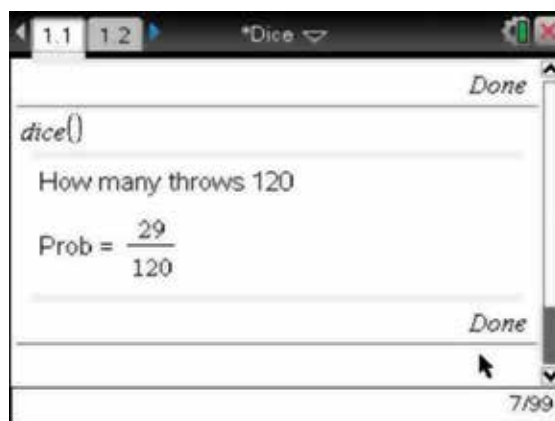 1.1 1.2 *Dice
Done
dice()
How many throws 120
Prob = 29/120
Done
7/99